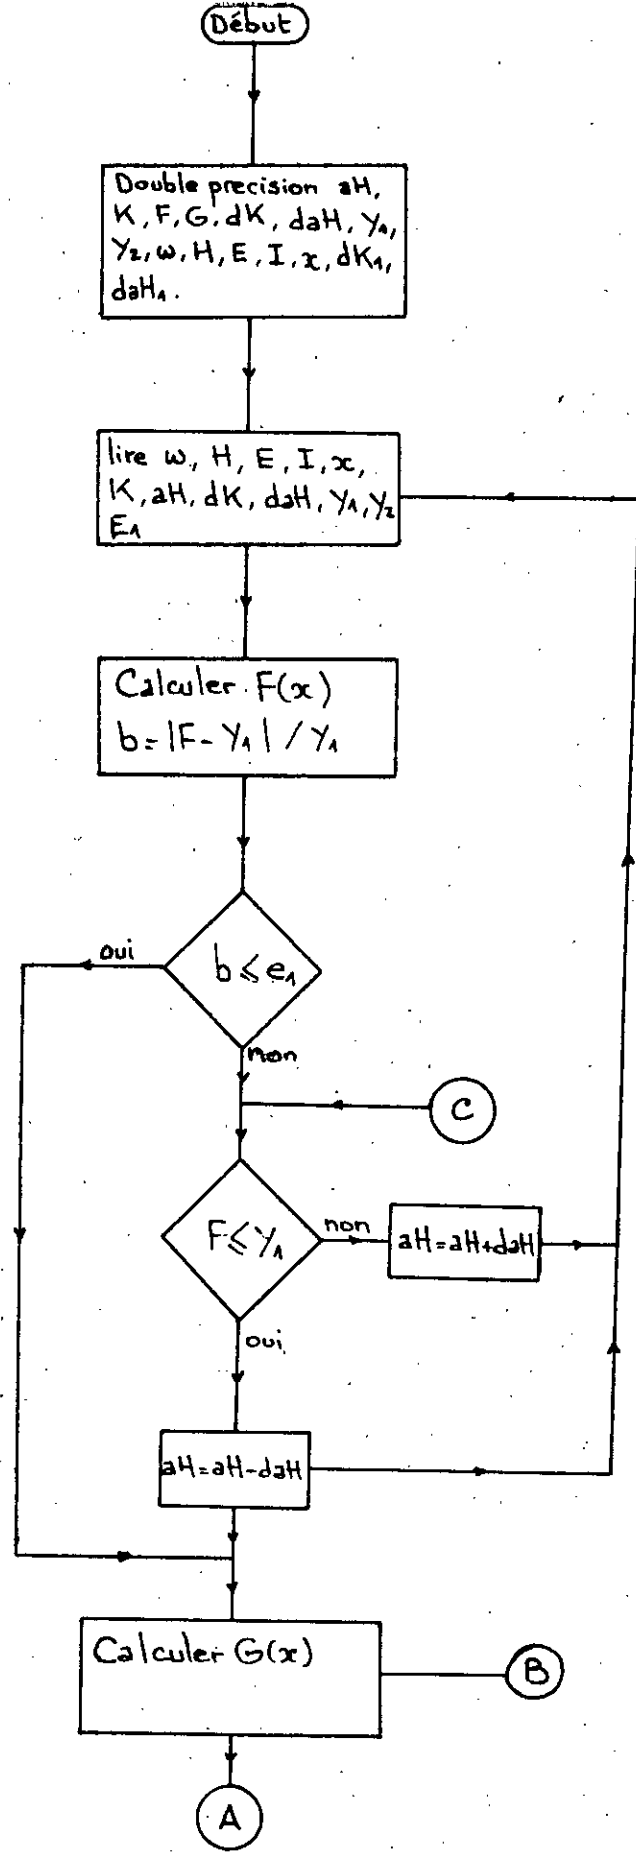 Début
Double precision aH,
K, F, G, dK, daH, Y₁,
Y₂, w, H, E, I, x, dK₁,
daH₁.
lire w, H, E, I, x,
K, aH, dK, daH, Y₁, Y₂
E₁
Calculer F(x)
b = |F - Y₁| / Y₁
oui
b ≤ e₁
non
C
F ≤ Y₁
non
aH = aH + daH
oui
aH = aH - daH
Calculer G(x)
B
A